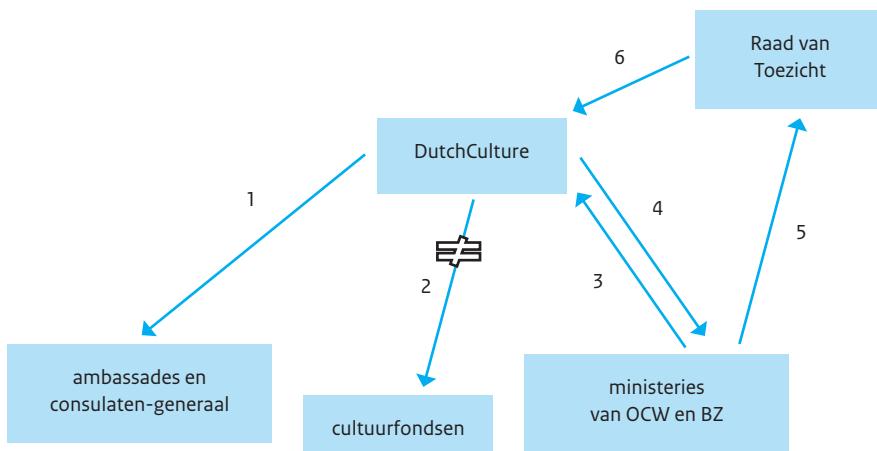 Raad van
Toezicht
6
DutchCulture
1
4
5
3
2
ambassades en
consulaten-generaal
cultuurfondsen
ministeries
van OCW en BZ